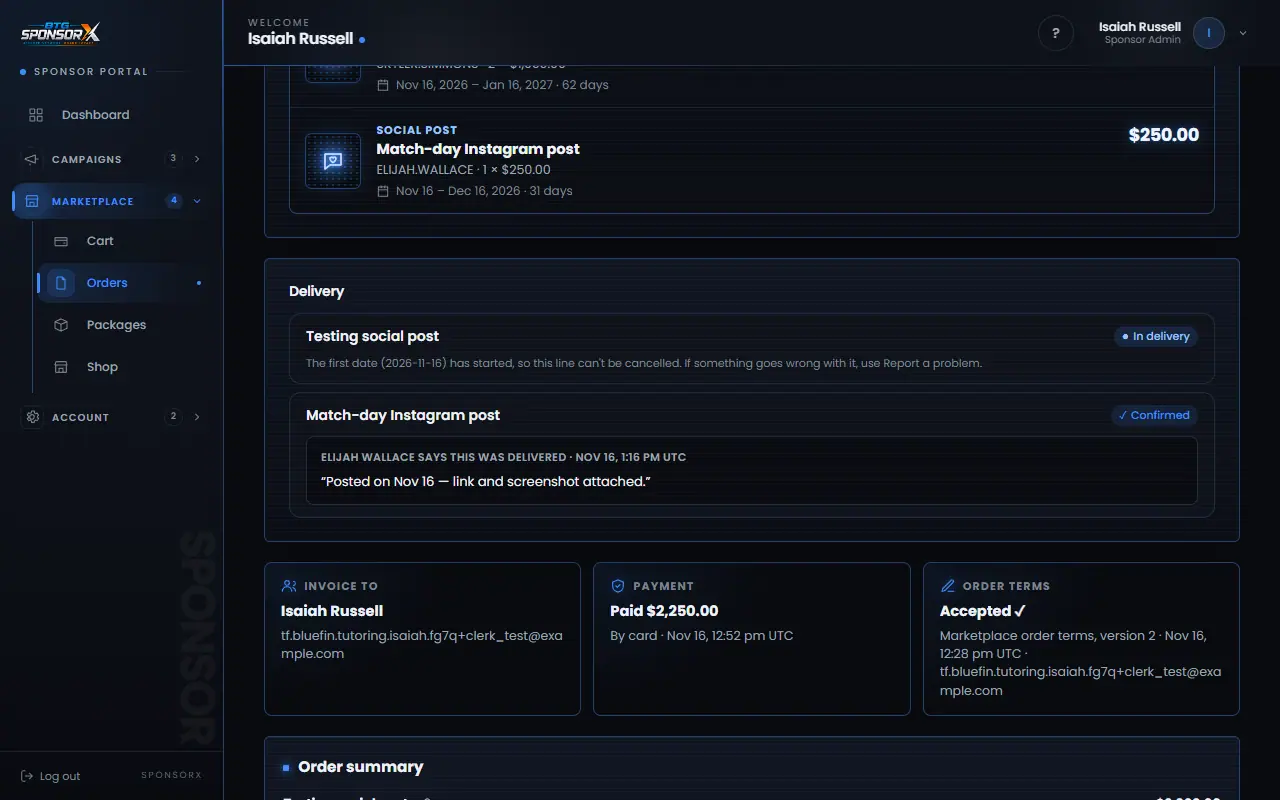 BTG
SPONSORX
SPONSOR PORTAL
Dashboard
CAMPAIGNS 3
MARKETPLACE 4
Cart
Orders
Packages
Shop
ACCOUNT 2
SPONSOR
Log out
SPONSORX
WELCOME
Isaiah Russell
?
Isaiah Russell
Sponsor Admin
I
Nov 16, 2026 – Jan 16, 2027 · 62 days
SOCIAL POST
Match-day Instagram post
$250.00
ELIJAH.WALLACE · 1 × $250.00
Nov 16 – Dec 16, 2026 · 31 days
Delivery
Testing social post
In delivery
The first date (2026-11-16) has started, so this line can't be cancelled. If something goes wrong with it, use Report a problem.
Match-day Instagram post
✓ Confirmed
ELIJAH WALLACE SAYS THIS WAS DELIVERED · NOV 16, 1:16 PM UTC
“Posted on Nov 16 — link and screenshot attached.”
INVOICE TO
Isaiah Russell
tf.bluefin.tutoring.isaiah.fg7q+clerk_test@exa
mple.com
PAYMENT
Paid $2,250.00
By card · Nov 16, 12:52 pm UTC
ORDER TERMS
Accepted ✓
Marketplace order terms, version 2 · Nov 16,
12:28 pm UTC ·
tf.bluefin.tutoring.isaiah.fg7q+clerk_test@exa
mple.com
Order summary